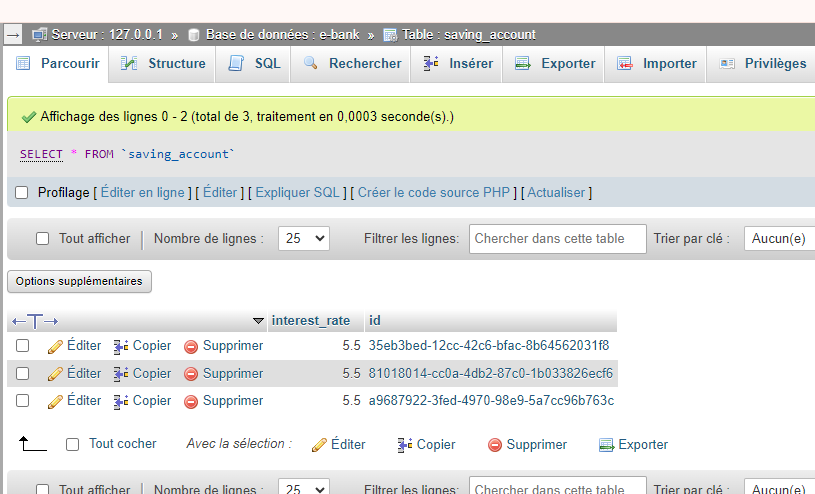 Serveur : 127.0.0.1 » Base de données : e-bank » Table : saving_account
Parcourir Structure SQL Rechercher Insérer Exporter Importer Privilèges
Affichage des lignes 0 - 2 (total de 3, traitement en 0,0003 seconde(s).)
SELECT * FROM `saving_account`
Profilage [ Éditer en ligne ] [ Éditer ] [ Expliquer SQL ] [ Créer le code source PHP ] [ Actualiser ]
Tout afficher Nombre de lignes : 25 Filtrer les lignes: Chercher dans cette table Trier par clé : Aucun(e)
Options supplémentaires
interest_rate id
Éditer Copier Supprimer 5.5 35eb3bed-12cc-42c6-bfac-8b64562031f8
Éditer Copier Supprimer 5.5 81018014-cc0a-4db2-87c0-1b033826ecf6
Éditer Copier Supprimer 5.5 a9687922-3fed-4970-98e9-5a7cc96b763c
Tout cocher Avec la sélection : Éditer Copier Supprimer Exporter
Tout afficher Nombre de lignes : 25 Filtrer les lignes: Chercher dans cette table Trier par clé : Aucun(e)